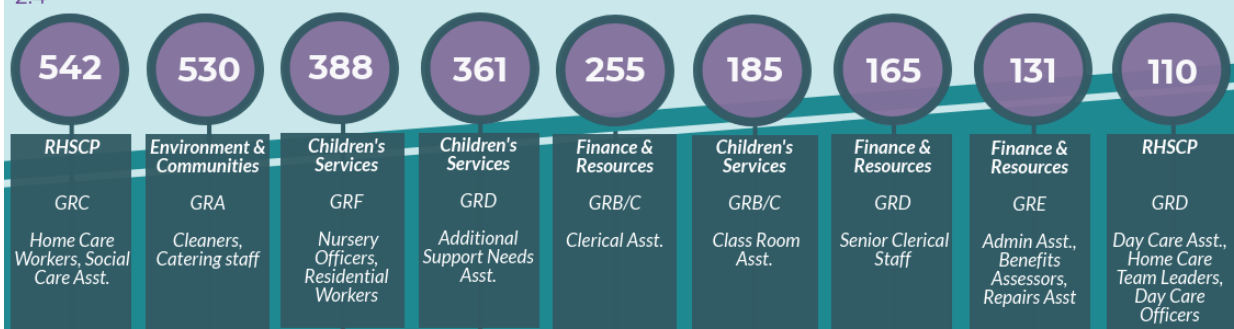 2.4
542
530
388
361
255
185
165
131
110
RHSCP
GRC
Home Care
Workers, Social
Care Asst.
Environment &
Communities
GRA
Cleaners,
Catering staff
Children's
Services
GRF
Nursery
Officers,
Residential
Workers
Children's
Services
GRD
Additional
Support Needs
Asst.
Finance &
Resources
GRB/C
Clerical Asst.
Children's
Services
GRB/C
Class Room
Asst.
Finance &
Resources
GRD
Senior Clerical
Staff
Finance &
Resources
GRE
Admin Asst.,
Benefits
Assessors,
Repairs Asst
RHSCP
GRD
Day Care Asst.,
Home Care
Team Leaders,
Day Care
Officers